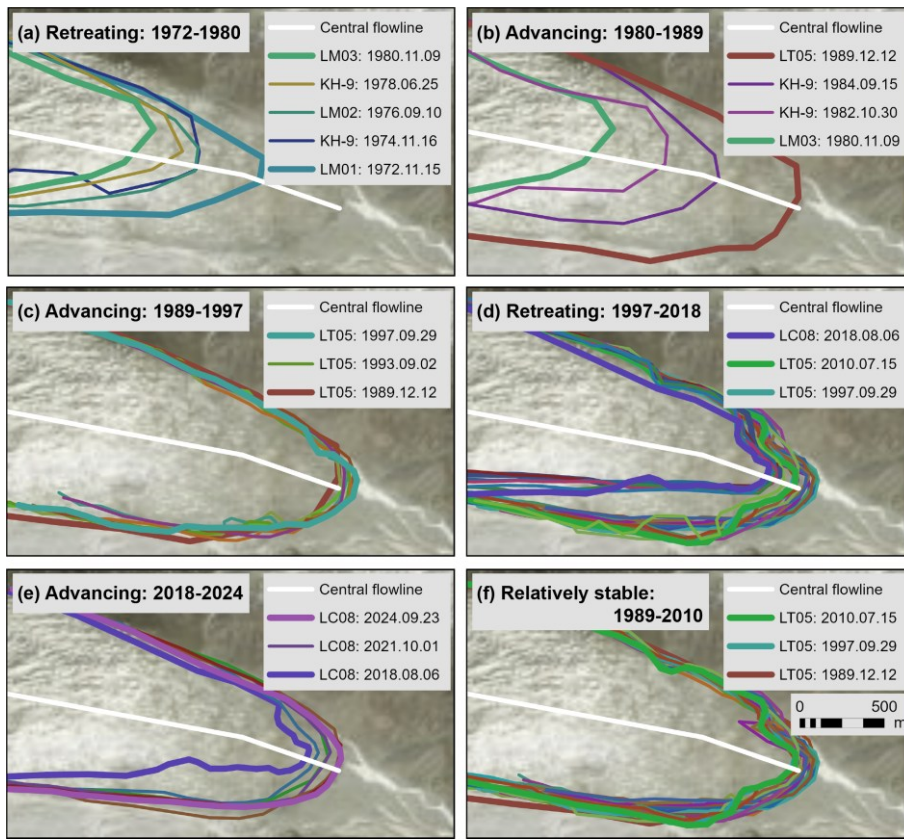 (a) Retreating: 1972-1980
Central flowline
LM03: 1980.11.09
KH-9: 1978.06.25
LM02: 1976.09.10
KH-9: 1974.11.16
LM01: 1972.11.15
(b) Advancing: 1980-1989
Central flowline
LT05: 1989.12.12
KH-9: 1984.09.15
KH-9: 1982.10.30
LM03: 1980.11.09
(c) Advancing: 1989-1997
Central flowline
LT05: 1997.09.29
LT05: 1993.09.02
LT05: 1989.12.12
(d) Retreating: 1997-2018
Central flowline
LC08: 2018.08.06
LT05: 2010.07.15
LT05: 1997.09.29
(e) Advancing: 2018-2024
Central flowline
LC08: 2024.09.23
LC08: 2021.10.01
LC08: 2018.08.06
(f) Relatively stable:
1989-2010
Central flowline
LT05: 2010.07.15
LT05: 1997.09.29
LT05: 1989.12.12
0 500
m